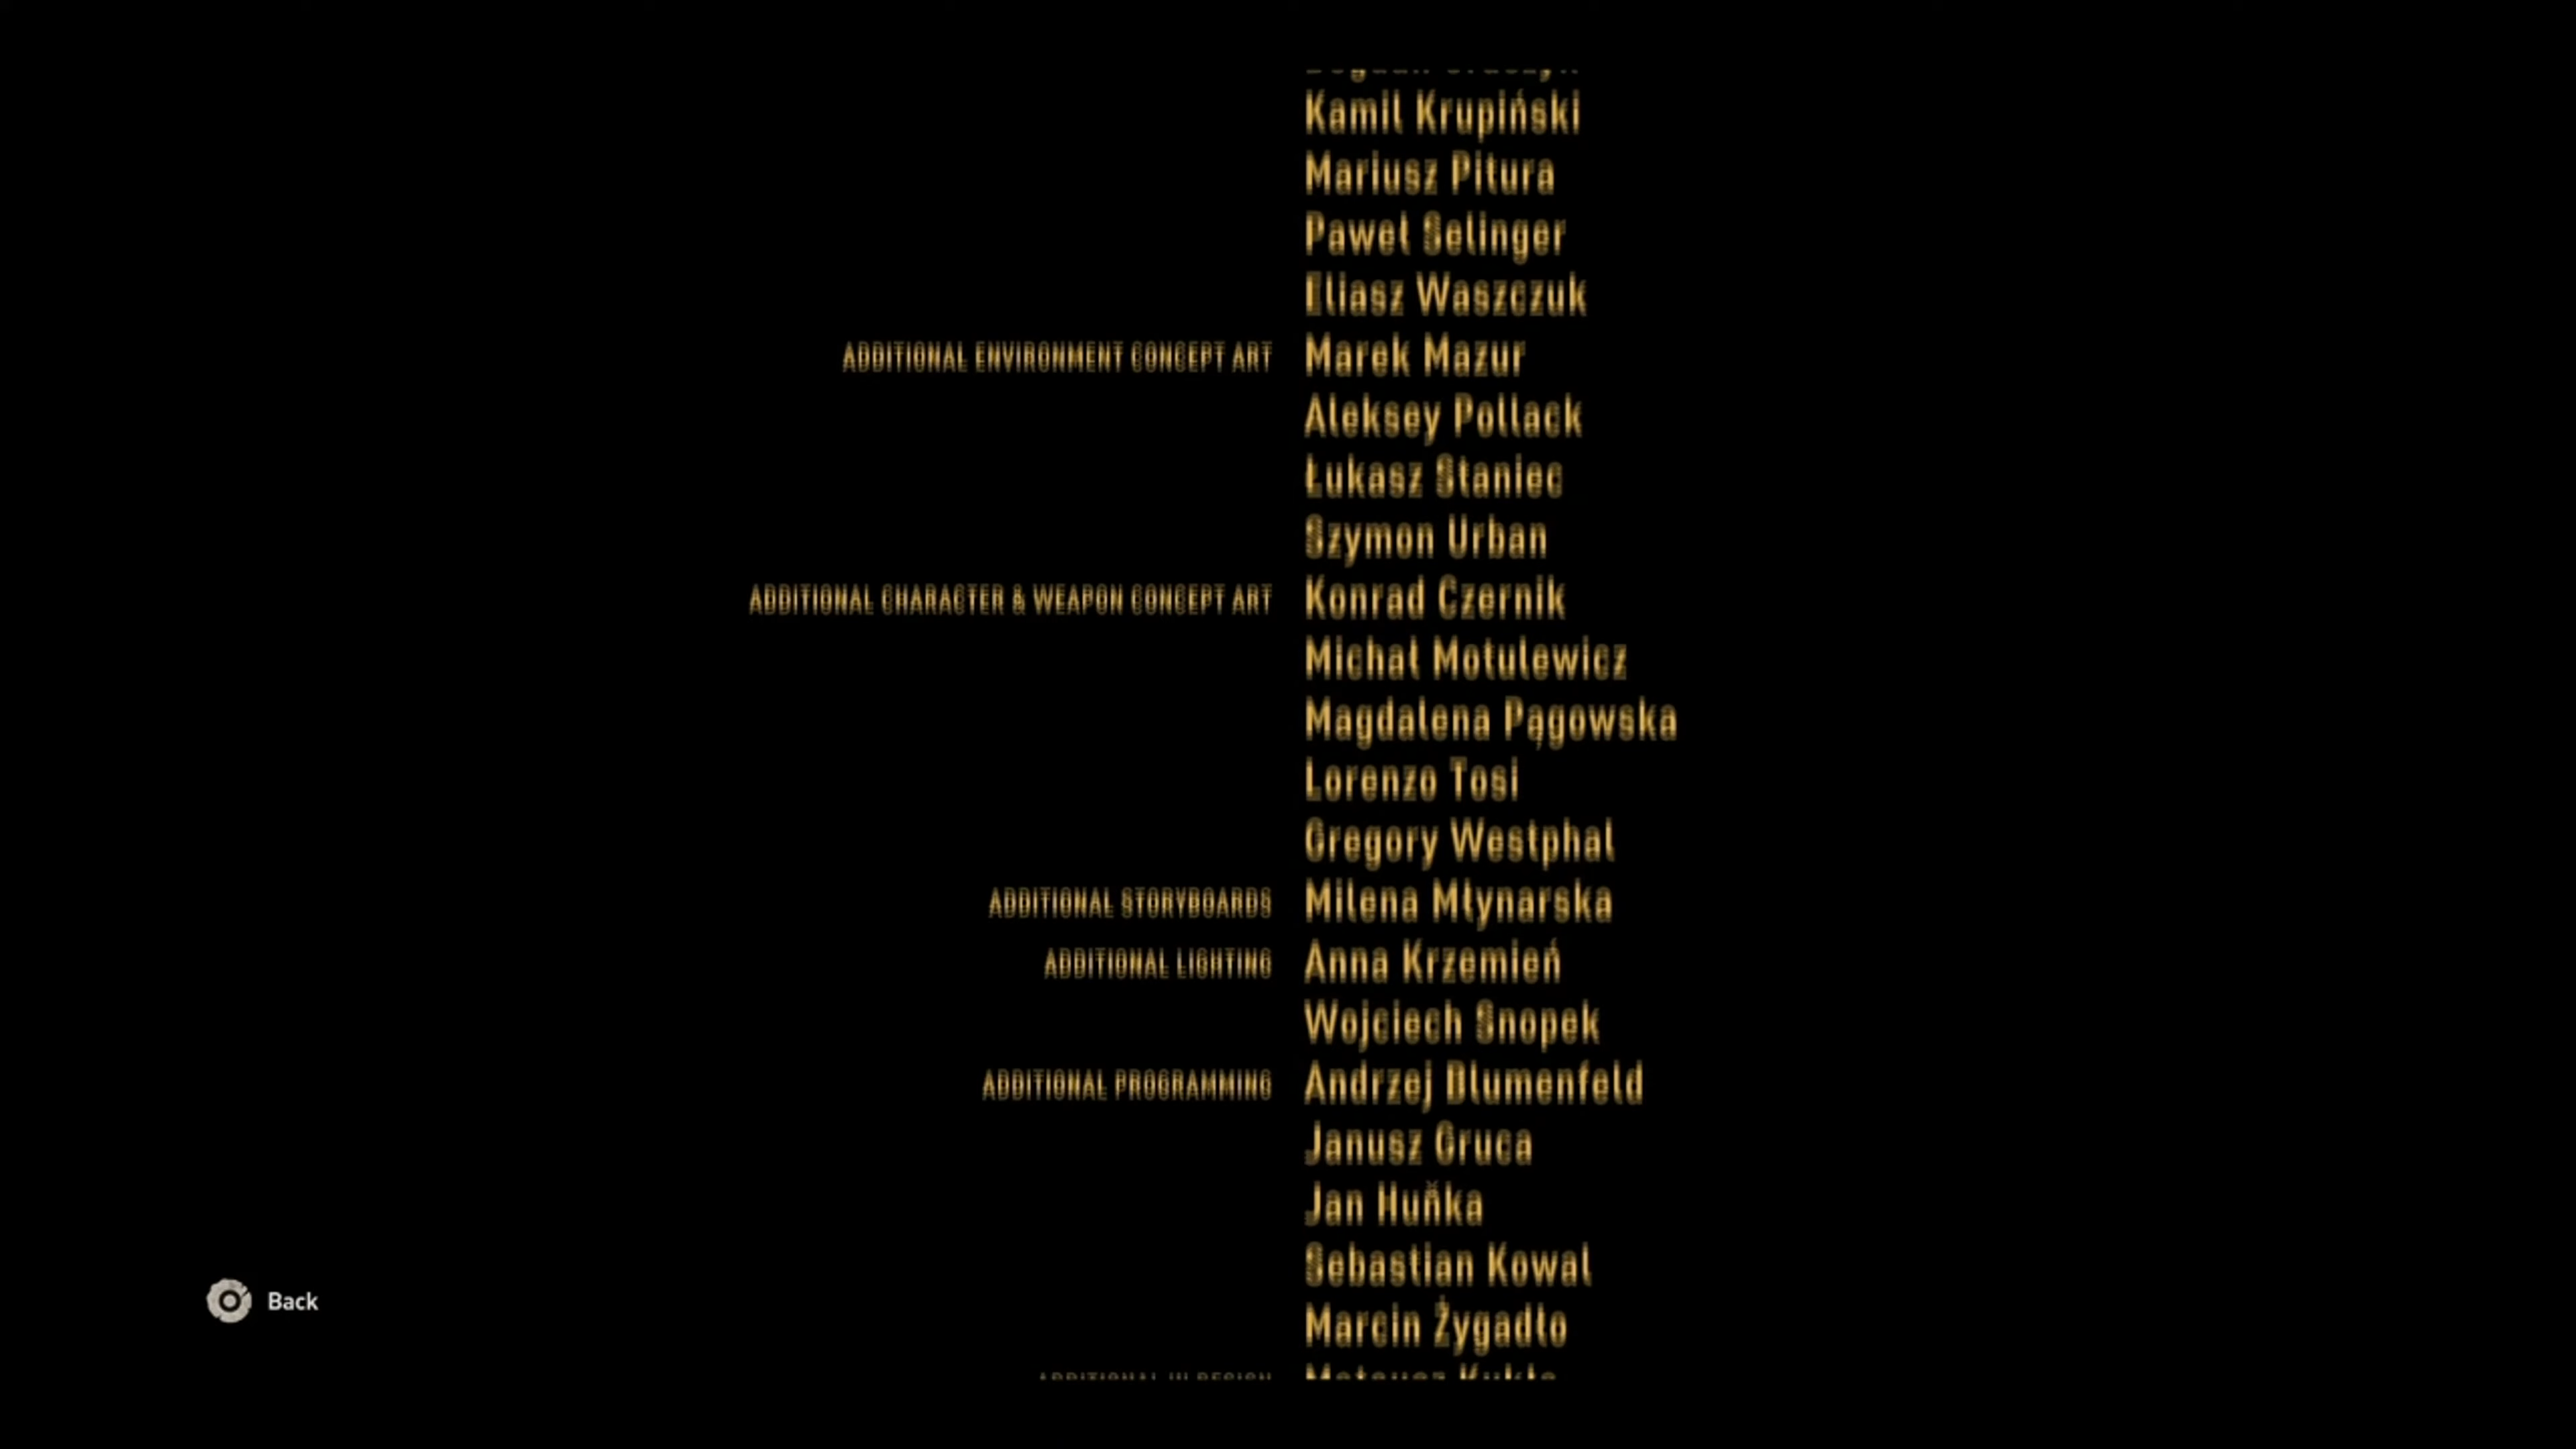 Kamil Krupiński
Mariusz Pitura
Paweł Selinger
Eliasz Waszczuk
ADDITIONAL ENVIRONMENT CONCEPT ART Marek Mazur
Aleksey Pollack
Łukasz Staniec
Szymon Urban
ADDITIONAL CHARACTER & WEAPON CONCEPT ART Konrad Czernik
Michał Motulewicz
Magdalena Pągowska
Lorenzo Tosi
Gregory Westphal
ADDITIONAL STORYBOARDS Milena Młynarska
ADDITIONAL LIGHTING Anna Krzemień
Wojciech Snopek
ADDITIONAL PROGRAMMING Andrzej Blumenfeld
Janusz Gruca
Jan Huňka
Sebastian Kowal
Back
Marcin Żygadło